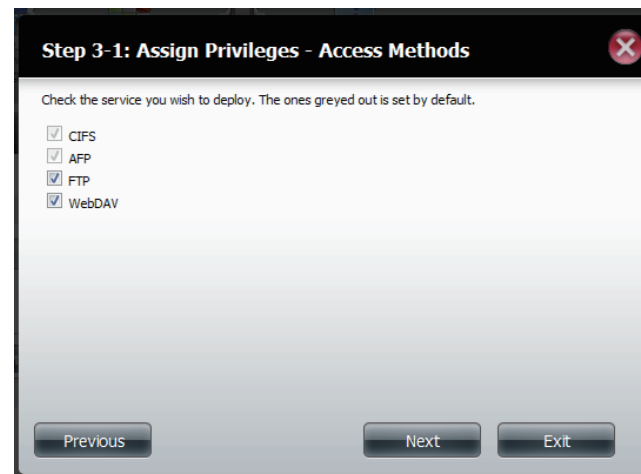 Step 3-1: Assign Privileges - Access Methods
Check the service you wish to deploy. The ones greyed out is set by default.
CIFS
AFP
FTP
WebDAV
Previous
Next
Exit